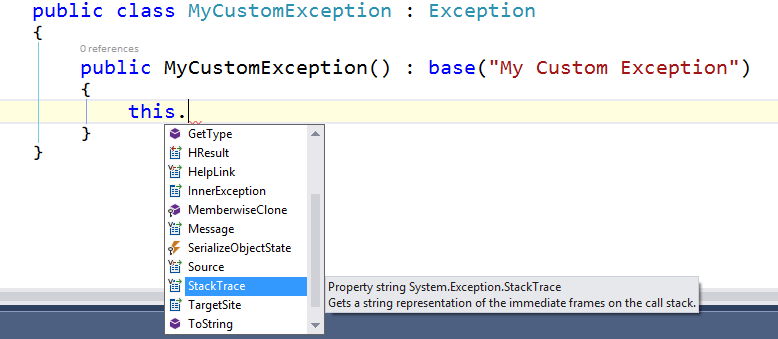 public class MyCustomException : Exception
{
0 references
public MyCustomException() : base("My Custom Exception")
{
this.
}
}
GetType
HResult
HelpLink
InnerException
MemberwiseClone
Message
SerializeObjectState
Source
StackTrace
TargetSite
ToString
Property string System.Exception.StackTrace
Gets a string representation of the immediate frames on the call stack.